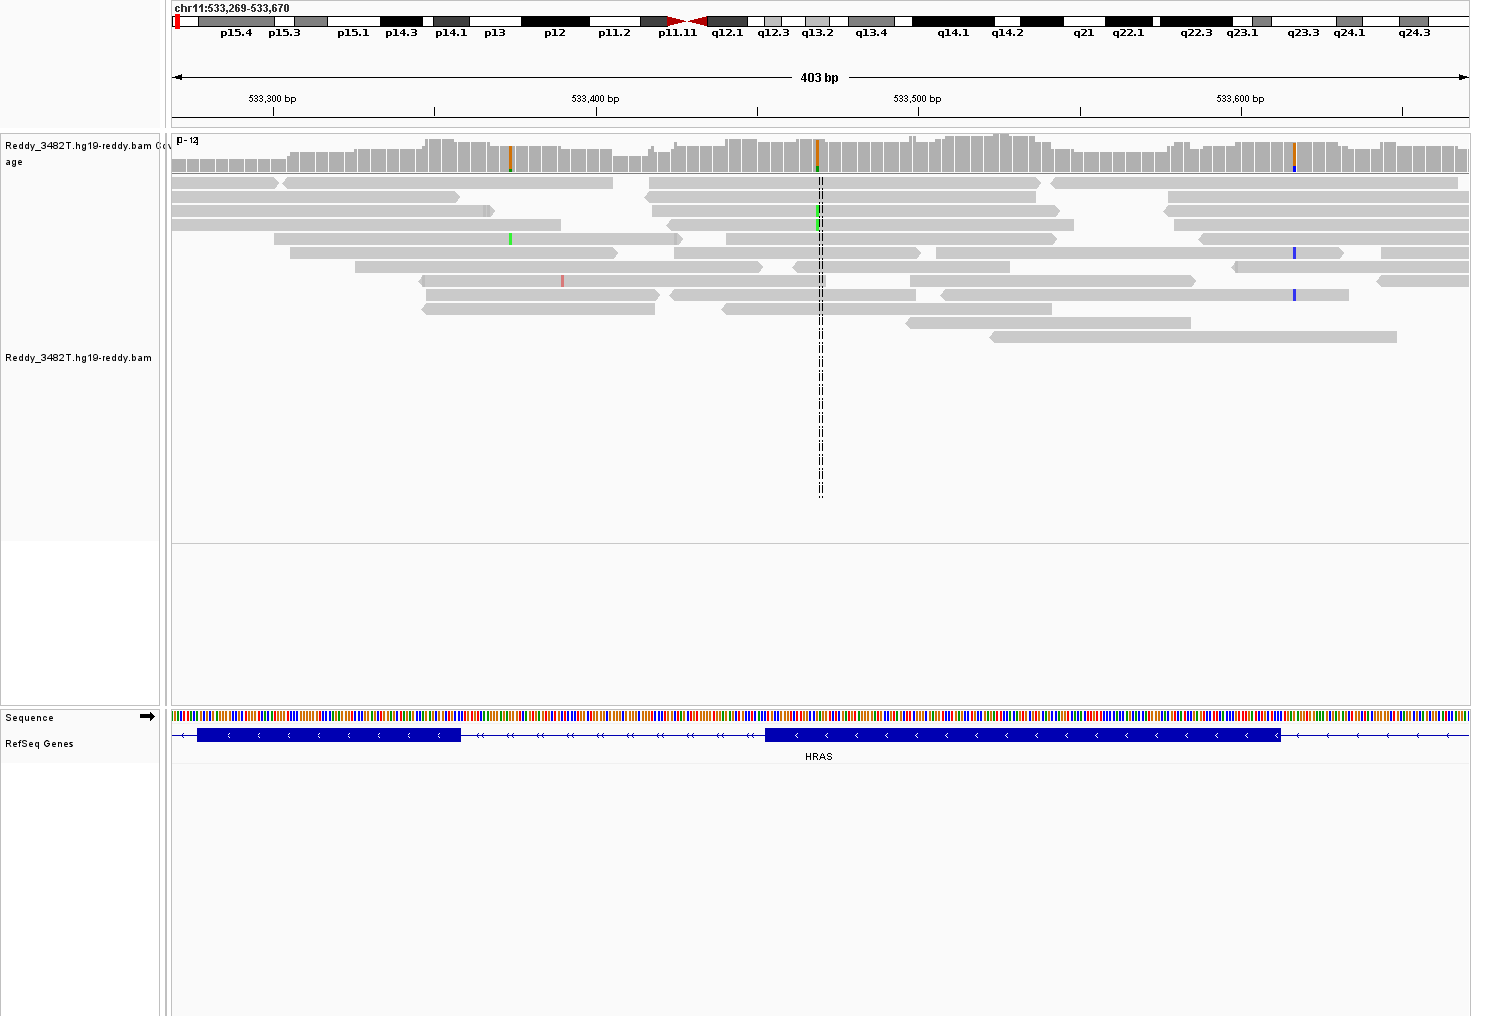 chr11:533,269-533,670
p15.4 p15.3 p15.1 p14.3 p14.1 p13 p12 p11.2 p11.11 q12.1 q12.3 q13.2 q13.4 q14.1 q14.2 q21 q22.1 q22.3 q23.1 q23.3 q24.1 q24.3
403 bp
533,300 bp 533,400 bp 533,500 bp 533,600 bp
Reddy_3482T.hg19-reddy.bam Cov
age
[0 - 12]
Reddy_3482T.hg19-reddy.bam
Sequence
RefSeq Genes
HRAS